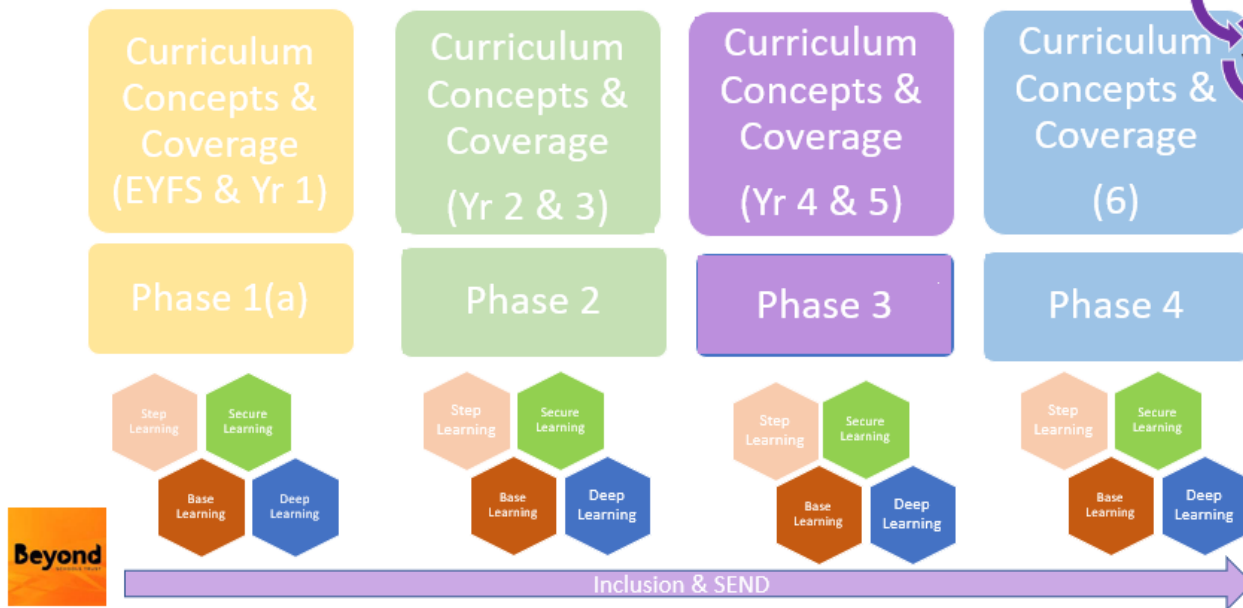 Curriculum
Concepts &
Coverage
(EYFS & Yr 1)
Curriculum
Concepts &
Coverage
(Yr 2 & 3)
Curriculum
Concepts &
Coverage
(Yr 4 & 5)
Curriculum
Concepts &
Coverage
(6)
Phase 1(a)
Phase 2
Phase 3
Phase 4
Step
Learning
Secure
Learning
Base
Learning
Deep
Learning
Step
Learning
Secure
Learning
Base
Learning
Deep
Learning
Step
Learning
Secure
Learning
Base
Learning
Deep
Learning
Step
Learning
Secure
Learning
Base
Learning
Deep
Learning
Beyond
Inclusion & SEND